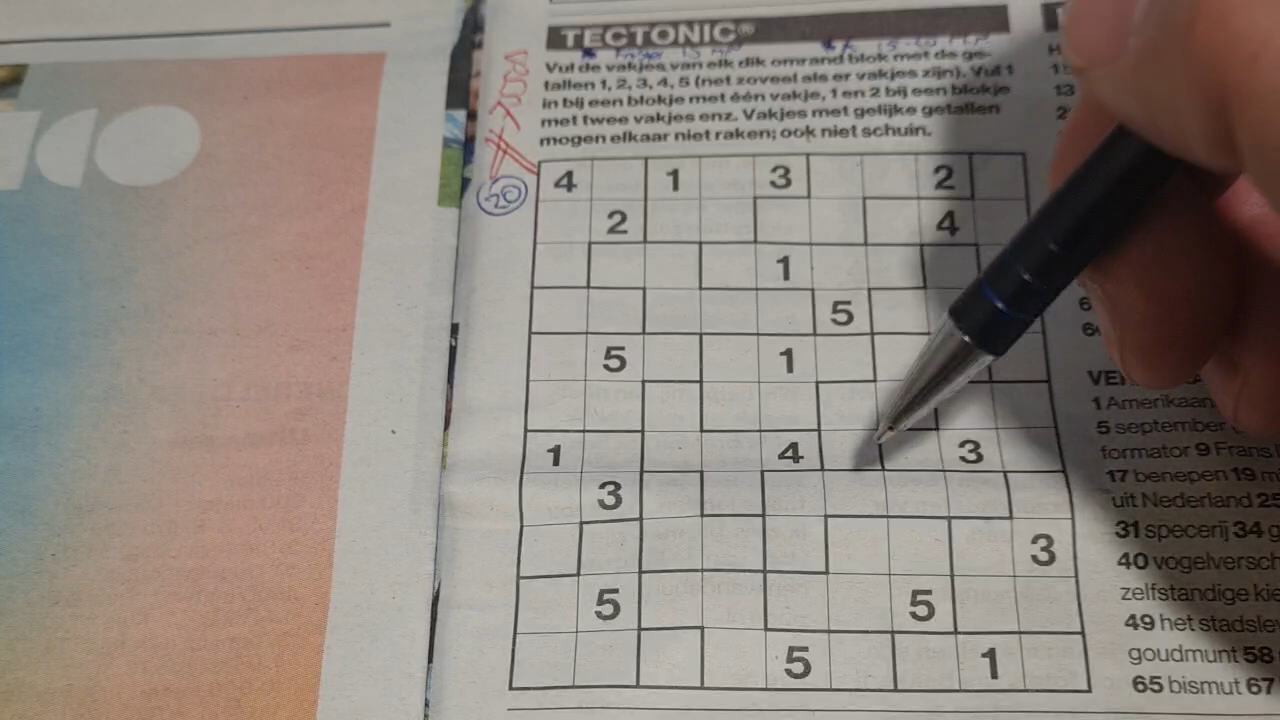 TECTONIC®
Vul de vakjes van elk dik omrand blok met de ge-
tallen 1, 2, 3, 4, 5 (net zoveel als er vakjes zijn). Vul 1
in bij een blokje met één vakje, 1 en 2 bij een blokje
met twee vakjes enz. Vakjes met gelijke getallen
mogen elkaar niet raken; ook niet schuin.
20
4 1 3 2
2 4
1
5
5 1
1 4 3
3
3
5 5
5 1
H
13
2
6
VER
1 Amerikaan
5 september
formator 9 Frans
17 benepen 19 m
uit Nederland 25
31 specerij 34 g
40 vogelversch
zelfstandige kie
49 het stadsle
goudmunt 58
65 bismut 67